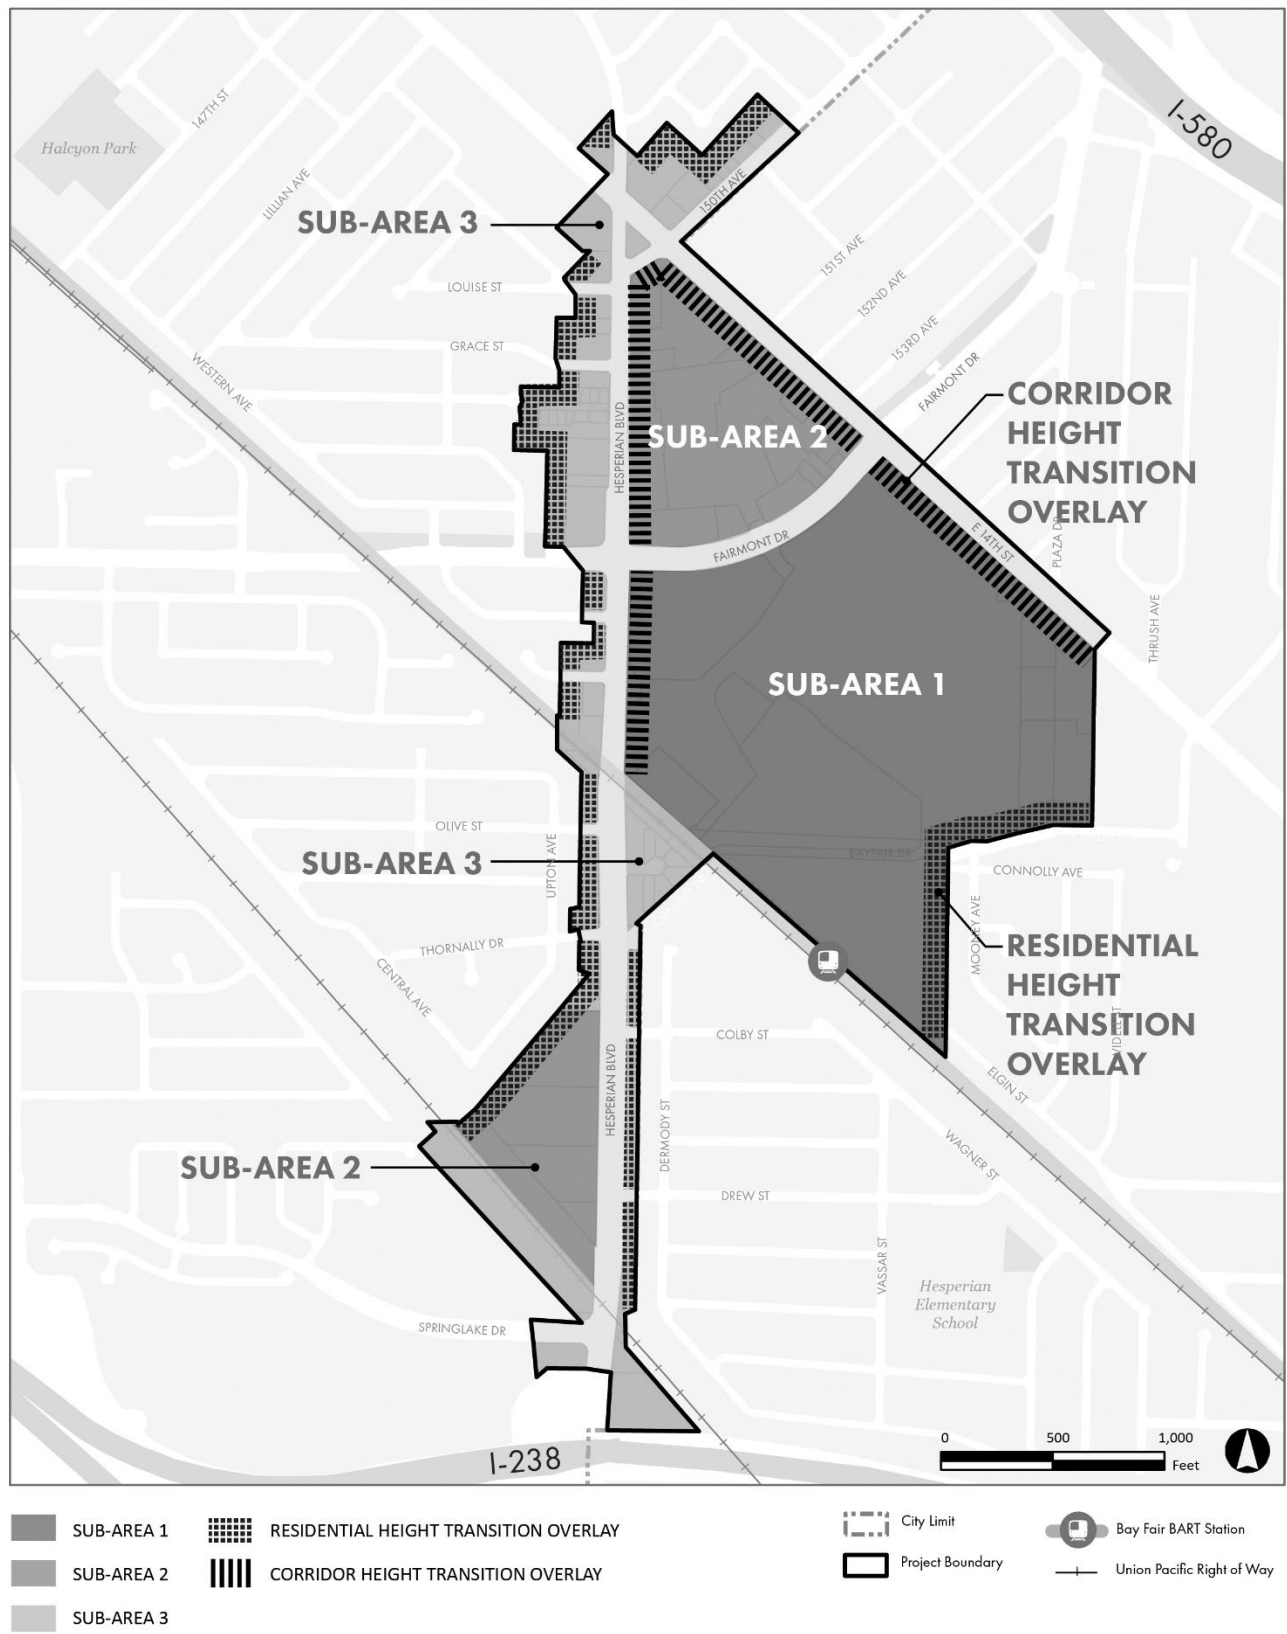 I-580
147TH ST
Halcyon Park
LILLIAN AVE
150TH AVE
SUB-AREA 3
151ST AVE
LOUISE ST
152ND AVE
GRACE ST
153RD AVE
WESTERN AVE
FAIRMONT DR
CORRIDOR
HEIGHT
TRANSITION
OVERLAY
HESPERIAN BLVD
SUB-AREA 2
E 14TH ST
PLAZA DR
FAIRMONT DR
THRUSH AVE
SUB-AREA 1
OLIVE ST
UPTON AVE
BAYFAIR DR
SUB-AREA 3
CONNOLLY AVE
MOONEY AVE
THORNALLY DR
RESIDENTIAL
HEIGHT
TRANSITION
OVERLAY
CENTRAL AVE
COLBY ST
HESPERIAN BLVD
ELGIN ST
DERMODY ST
WAGNER ST
SUB-AREA 2
DREW ST
VASSAR ST
Hesperian
Elementary
School
SPRINGLAKE DR
I-238
0 500 1,000
Feet
SUB-AREA 1
SUB-AREA 2
SUB-AREA 3
RESIDENTIAL HEIGHT TRANSITION OVERLAY
CORRIDOR HEIGHT TRANSITION OVERLAY
City Limit
Project Boundary
Bay Fair BART Station
Union Pacific Right of Way